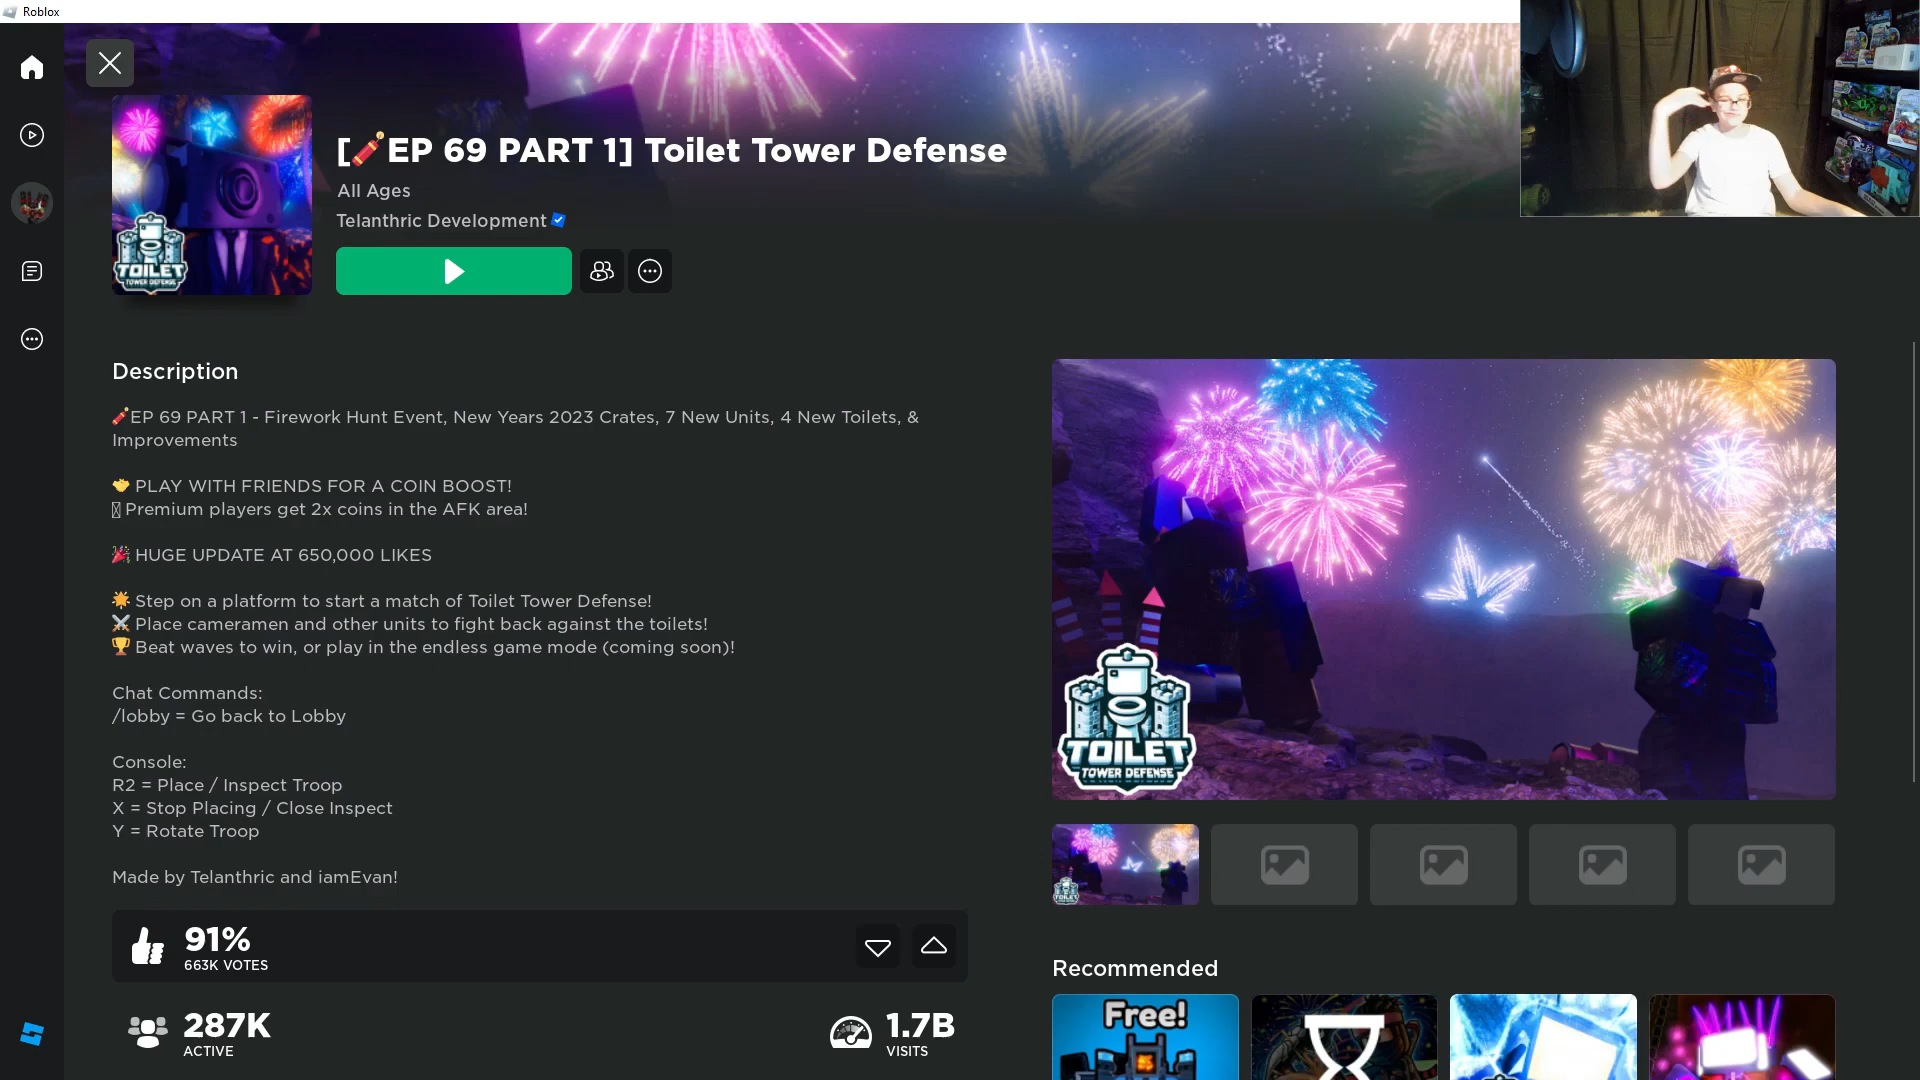 Roblox
[🧨EP 69 PART 1] Toilet Tower Defense
All Ages
Telanthric Development
TOILET
TOWER DEFENSE
Description
🧨EP 69 PART 1 - Firework Hunt Event, New Years 2023 Crates, 7 New Units, 4 New Toilets, &
Improvements
🤝 PLAY WITH FRIENDS FOR A COIN BOOST!
Premium players get 2x coins in the AFK area!
🎉 HUGE UPDATE AT 650,000 LIKES
🌟 Step on a platform to start a match of Toilet Tower Defense!
⚔️ Place cameramen and other units to fight back against the toilets!
🏆 Beat waves to win, or play in the endless game mode (coming soon)!
Chat Commands:
/lobby = Go back to Lobby
Console:
R2 = Place / Inspect Troop
X = Stop Placing / Close Inspect
Y = Rotate Troop
Made by Telanthric and iamEvan!
91%
663K VOTES
287K
ACTIVE
1.7B
VISITS
TOILET
TOWER DEFENSE
TOILET
Recommended
Free!